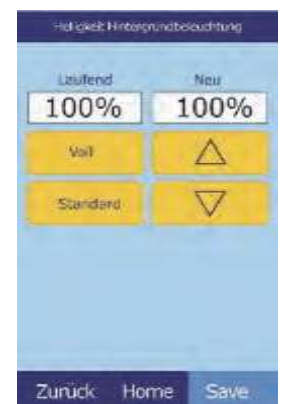 Helligkeit Hintergrundbeleuchtung
Laufend Neu
100% 100%
Voll
Standard
Zurück Home Save